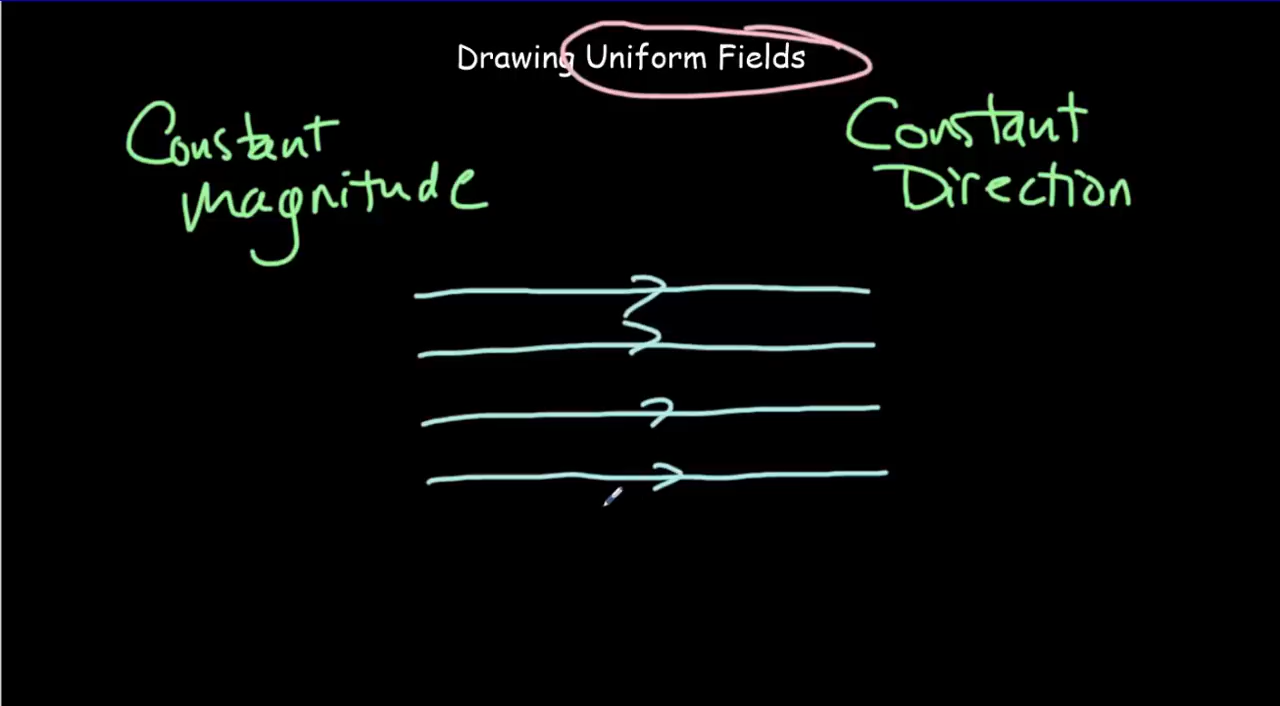 Drawing Uniform Fields
Constant
magnitude
Constant
Direction